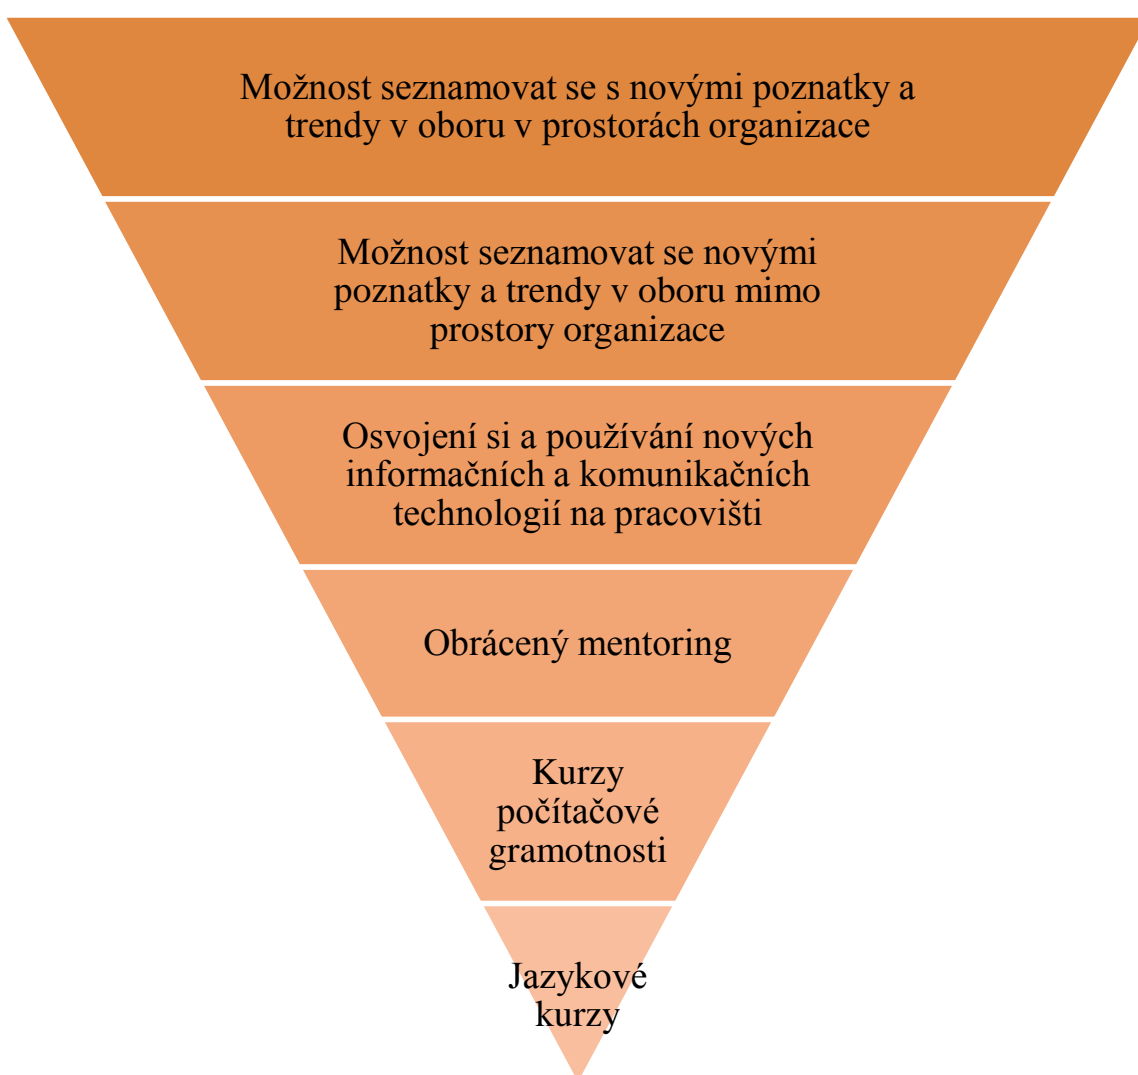 Možnost seznamovat se s novými poznatky a
trendy v oboru v prostorách organizace
Možnost seznamovat se novými
poznatky a trendy v oboru mimo
prostory organizace
Osvojení si a používání nových
informačních a komunikačních
technologií na pracovišti
Obrácený mentoring
Kurzy
počítačové
gramotnosti
Jazykové
kurzy